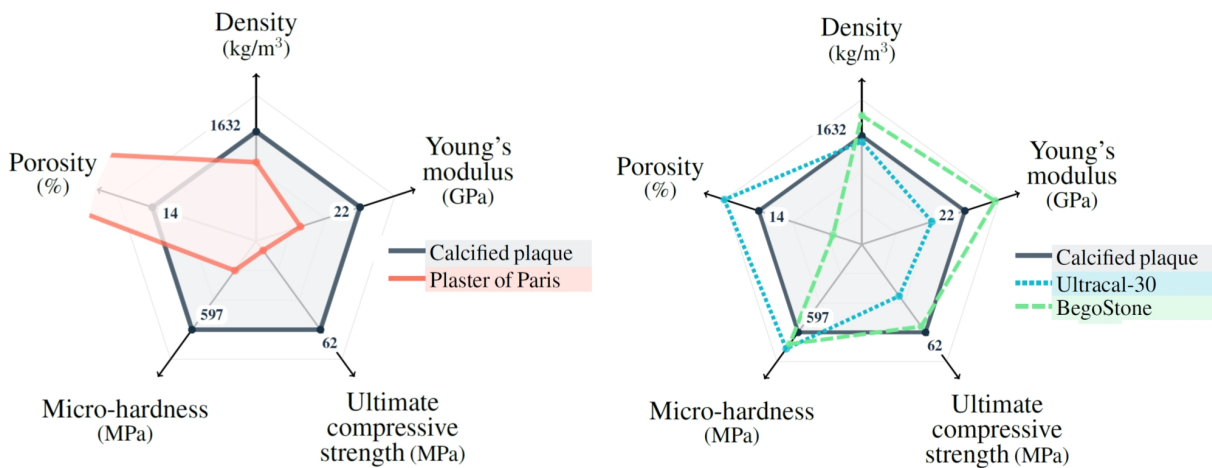 Density
(kg/m³)
1632
Young's
modulus
(GPa)
Porosity
(%)
14
22
Calcified plaque
Plaster of Paris
597
62
Micro-hardness
(MPa)
Ultimate
compressive
strength (MPa)
Density
(kg/m³)
1632
Young's
modulus
(GPa)
Porosity
(%)
14
22
Calcified plaque
Ultracal-30
BegoStone
597
62
Micro-hardness
(MPa)
Ultimate
compressive
strength (MPa)